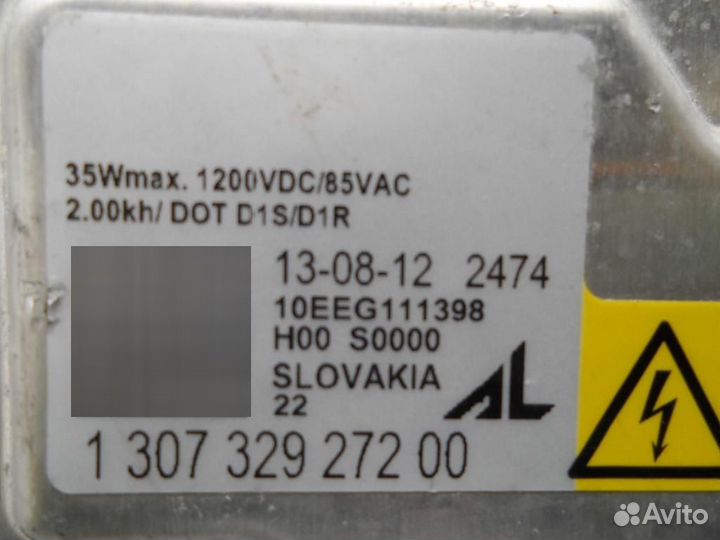 35Wmax. 1200VDC/85VAC
2.00kh/ DOT D1S/D1R
13-08-12 2474
10EEG111398
H00 S0000
SLOVAKIA
22
AL
1 307 329 272 00
Avito